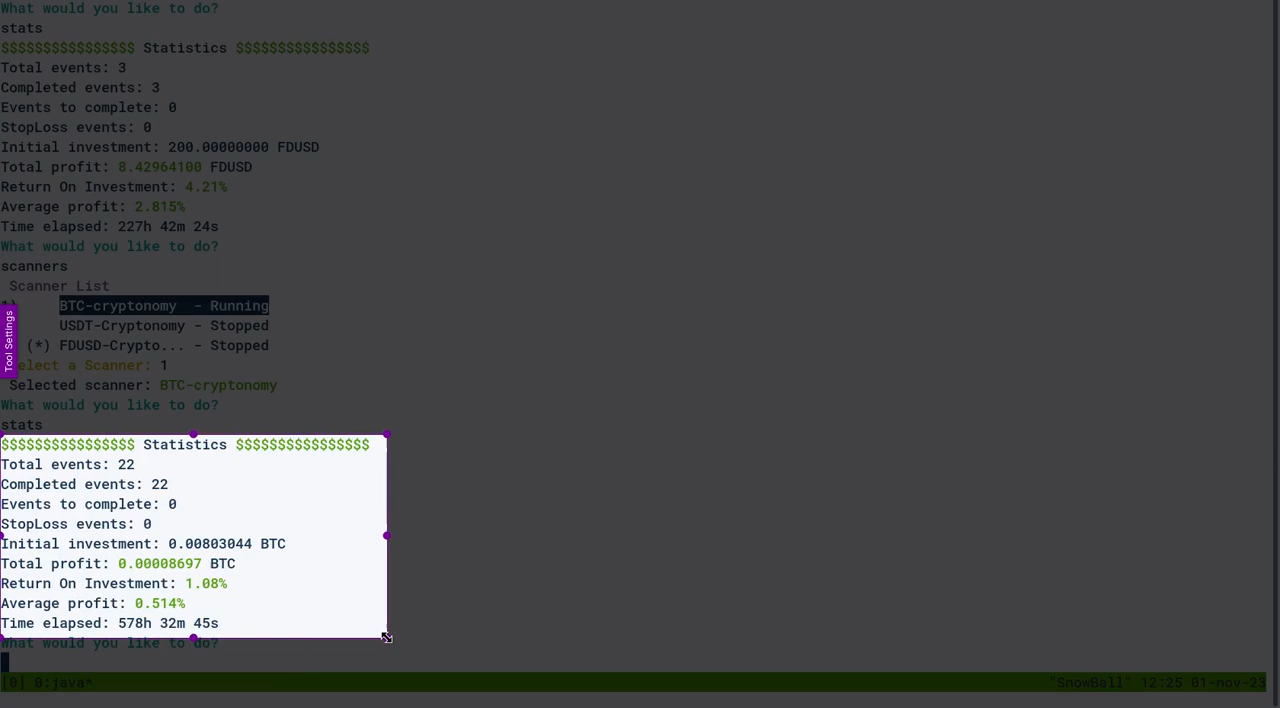 What would you like to do?
stats
$$$$$$$$$$$$$$$$ Statistics $$$$$$$$$$$$$$$$
Total events: 3
Completed events: 3
Events to complete: 0
StopLoss events: 0
Initial investment: 200.00000000 FDUSD
Total profit: 8.42964100 FDUSD
Return On Investment: 4.21%
Average profit: 2.815%
Time elapsed: 227h 42m 24s
What would you like to do?
scanners
Scanner List
1) BTC-cryptonomy - Running
USDT-Cryptonomy - Stopped
(*) FDUSD-Crypto... - Stopped
Tool Settings
elect a Scanner: 1
Selected scanner: BTC-cryptonomy
What would you like to do?
stats
$$$$$$$$$$$$$$$$ Statistics $$$$$$$$$$$$$$$$
Total events: 22
Completed events: 22
Events to complete: 0
StopLoss events: 0
Initial investment: 0.00803044 BTC
Total profit: 0.00008697 BTC
Return On Investment: 1.08%
Average profit: 0.514%
Time elapsed: 578h 32m 45s
What would you like to do?
[0] 0:java* "SnowBall" 12:25 01-nov-23